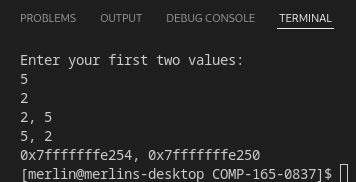 PROBLEMS OUTPUT DEBUG CONSOLE TERMINAL
Enter your first two values:
5
2
2, 5
5, 2
0x7fffffffe254, 0x7fffffffe250
[merlin@merlins-desktop COMP-165-0837]$